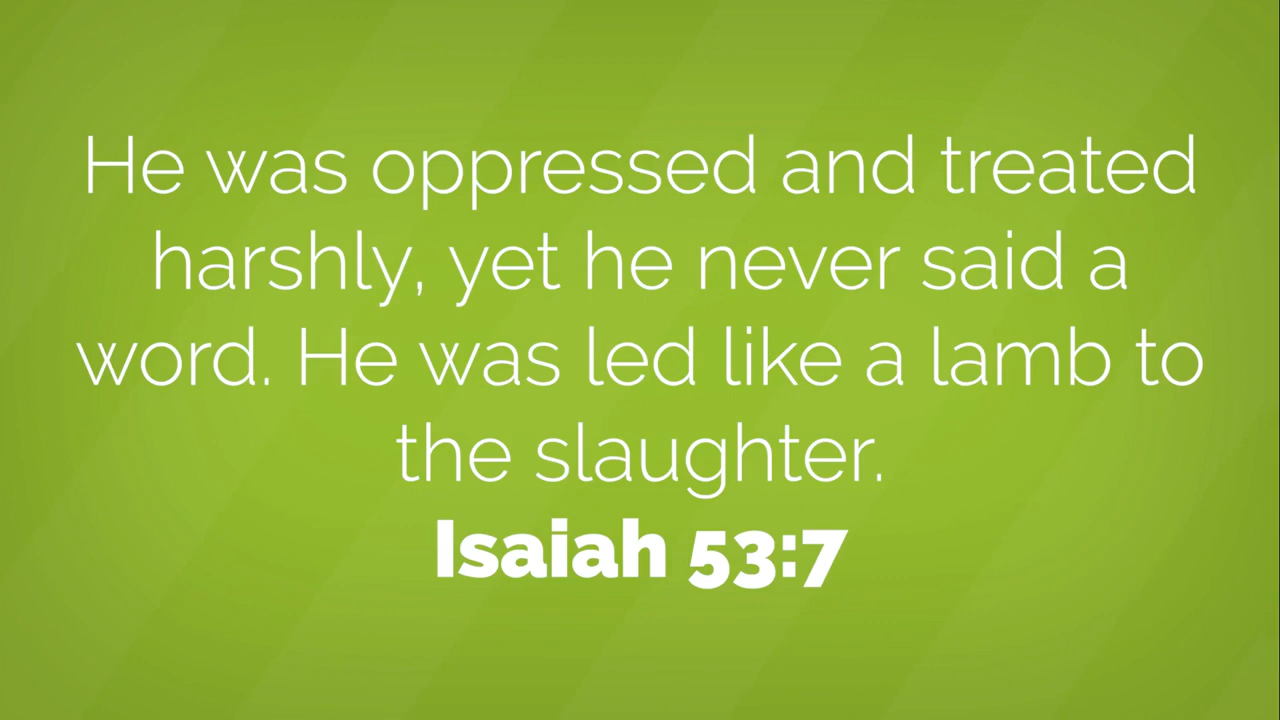 He was oppressed and treated
harshly, yet he never said a
word. He was led like a lamb to
the slaughter.
Isaiah 53:7